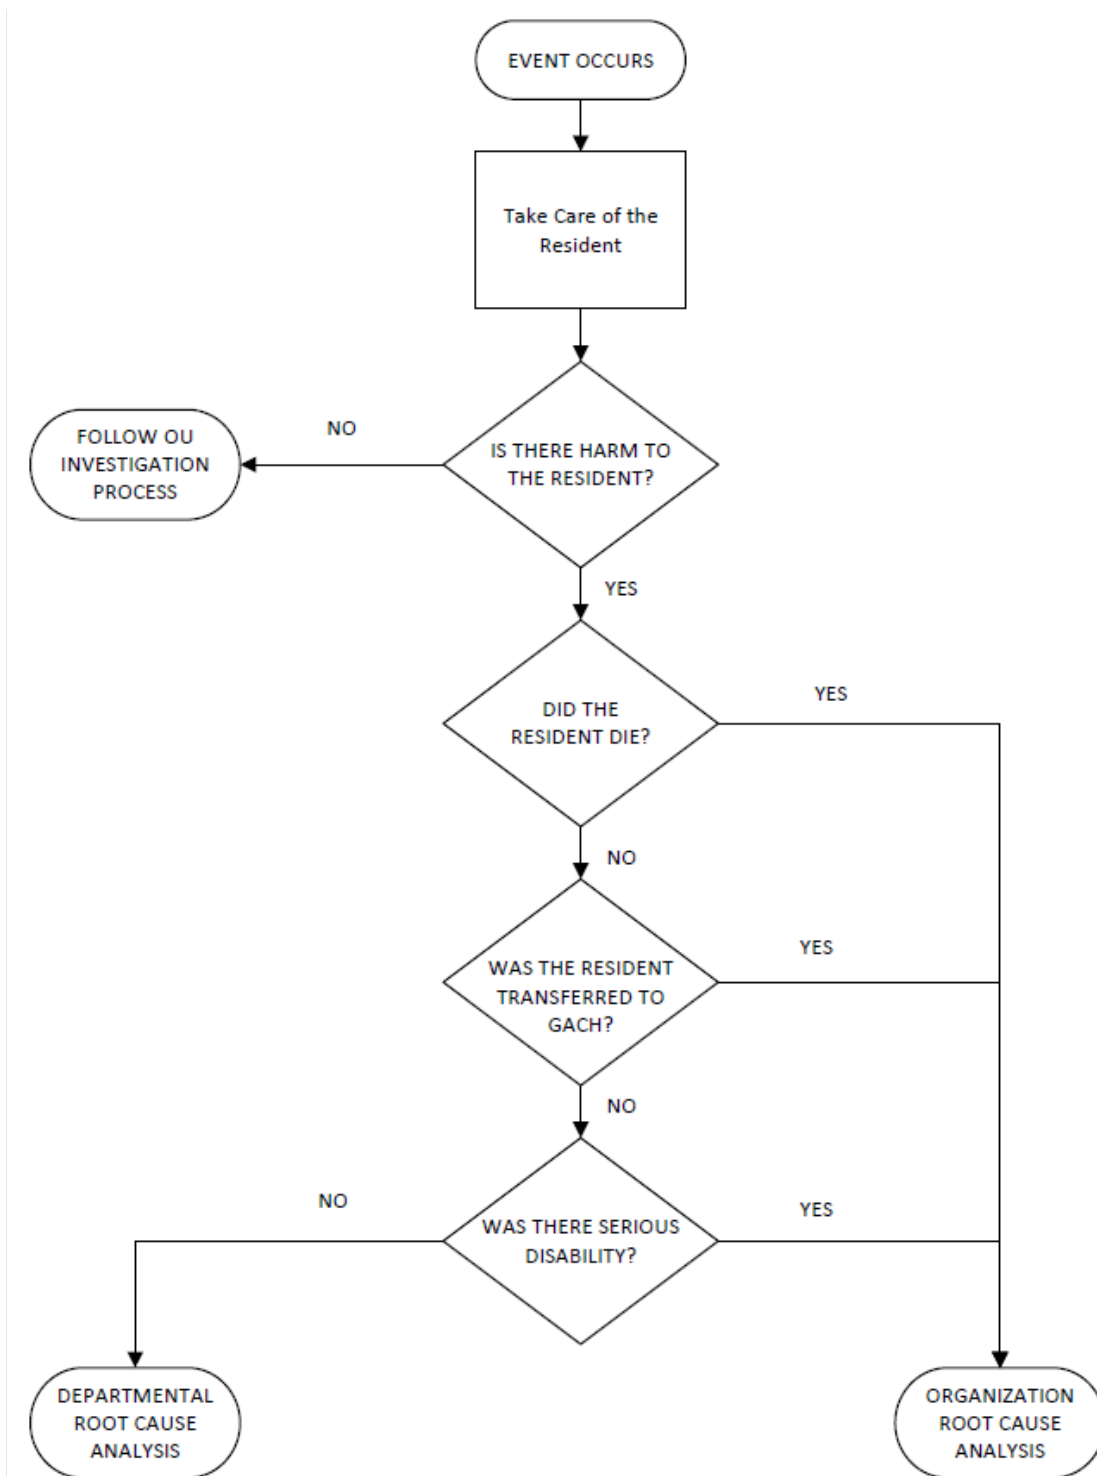 EVENT OCCURS
Take Care of the
Resident
NO
FOLLOW OU
INVESTIGATION
PROCESS
IS THERE HARM TO
THE RESIDENT?
YES
DID THE
RESIDENT DIE?
YES
NO
WAS THE RESIDENT
TRANSFERRED TO
GACH?
YES
NO
NO
WAS THERE SERIOUS
DISABILITY?
YES
DEPARTMENTAL
ROOT CAUSE
ANALYSIS
ORGANIZATION
ROOT CAUSE
ANALYSIS